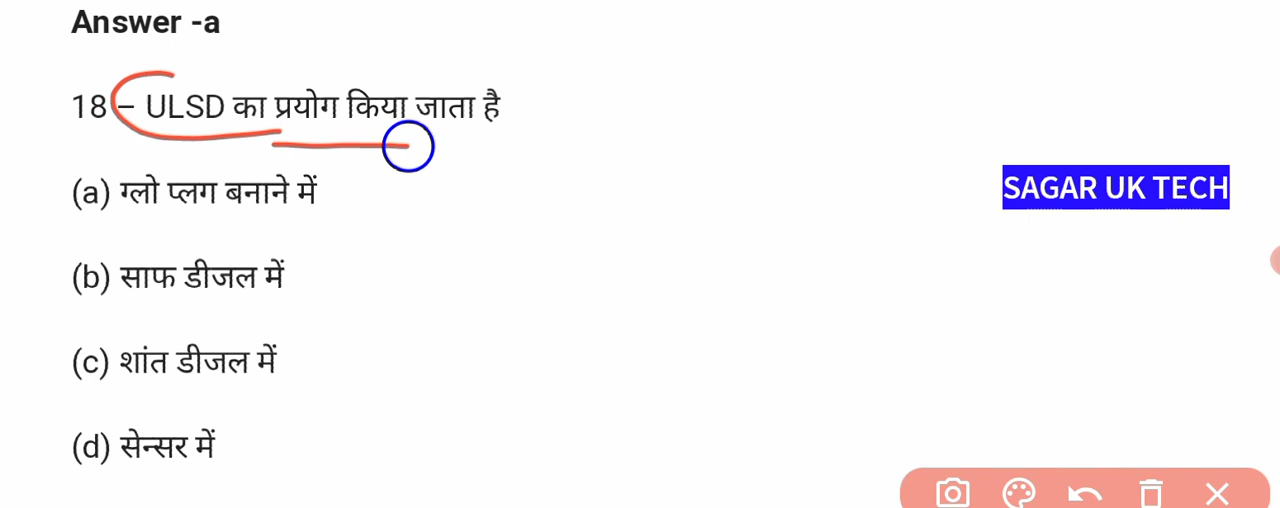 Answer -a
18 – ULSD का प्रयोग किया जाता है
(a) ग्लो प्लग बनाने में
SAGAR UK TECH
(b) साफ डीजल में
(c) शांत डीजल में
(d) सेन्सर में